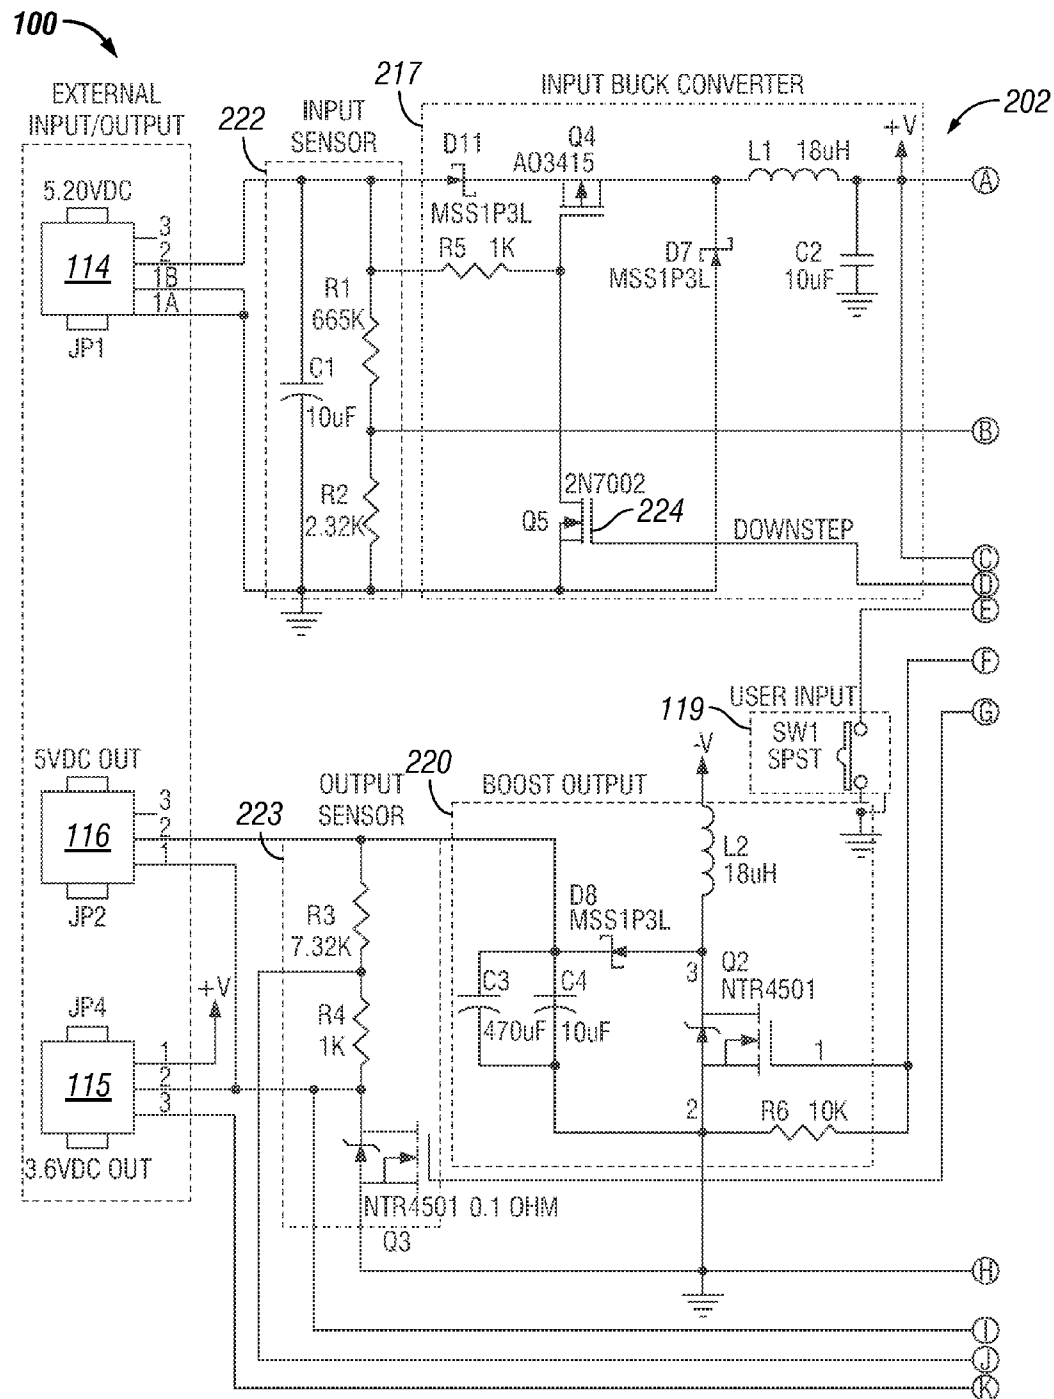 100
EXTERNAL
INPUT/OUTPUT
222
INPUT
SENSOR
217
INPUT BUCK CONVERTER
202
5.20VDC
114
3
2
1B
1A
JP1
D11
MSS1P3L
Q4
AO3415
L1 18uH
+V
A
R5 1K
D7
MSS1P3L
C2
10uF
R1
665K
C1
10uF
B
R2
2.32K
2N7002
Q5
224
DOWNSTEP
C
D
E
F
G
119
USER INPUT
SW1
SPST
5VDC OUT
116
3
2
1
JP2
223
OUTPUT
SENSOR
220
BOOST OUTPUT
-V
L2
18uH
D8
MSS1P3L
R3
7.32K
C3
470uF
C4
10uF
3
Q2
NTR4501
1
2
R6 10K
+V
R4
1K
JP4
115
1
2
3
3.6VDC OUT
NTR4501 0.1 OHM
Q3
H
I
J
K